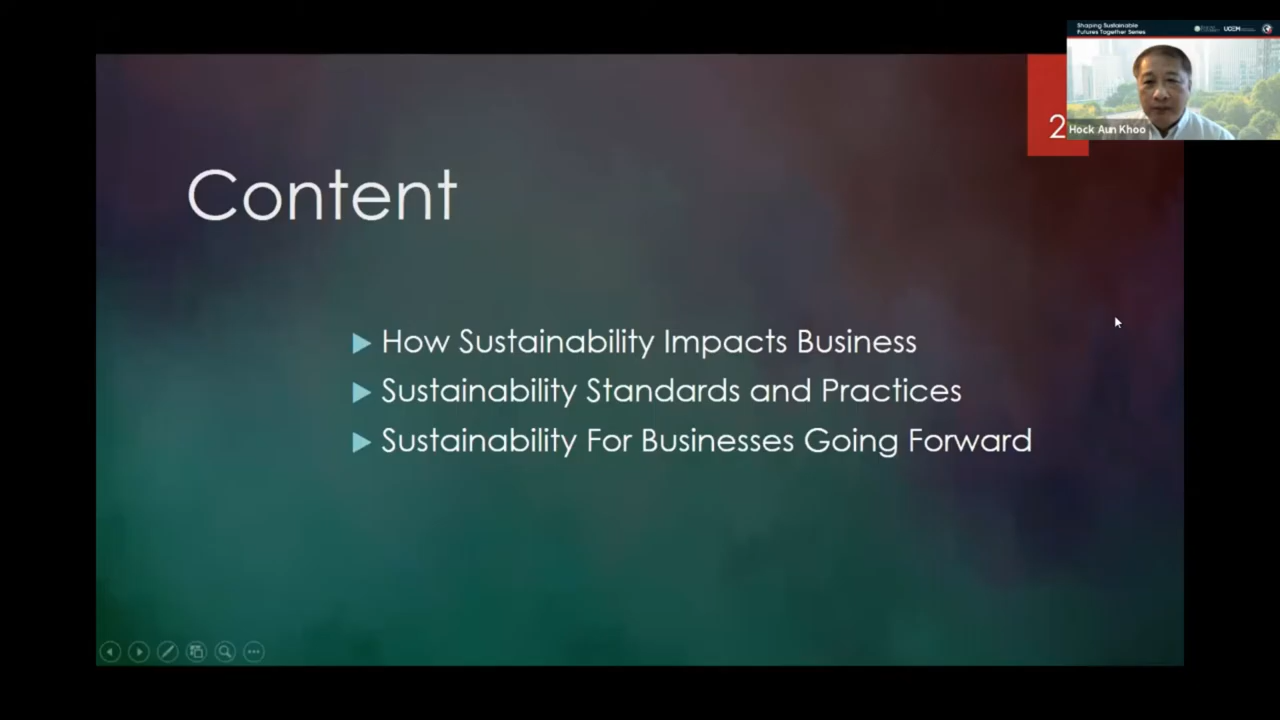 Shaping Sustainable
Futures Together Series
UCEM
2
Hock Aun Khoo
Content
How Sustainability Impacts Business
Sustainability Standards and Practices
Sustainability For Businesses Going Forward